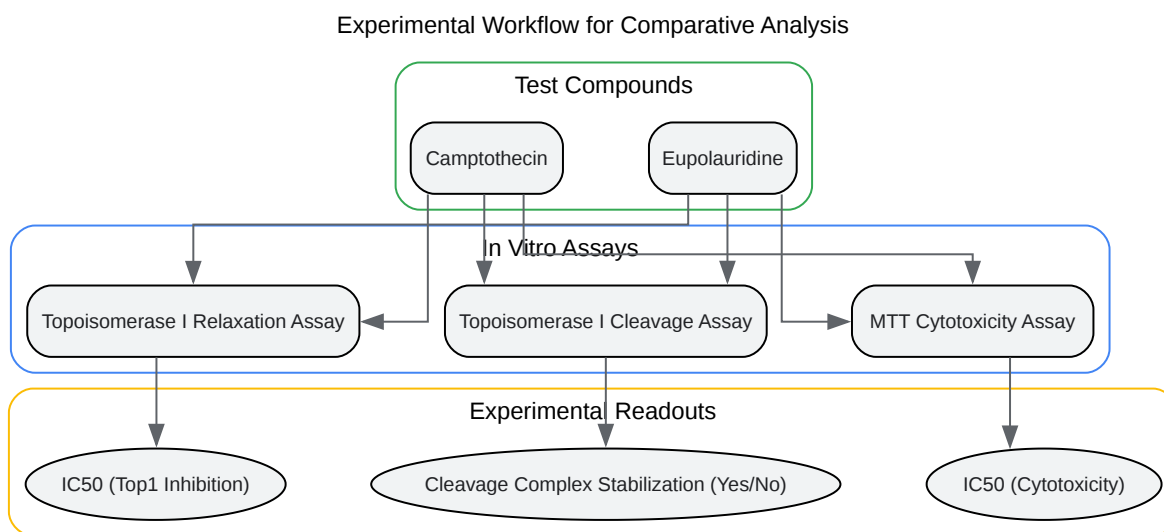 Experimental Workflow for Comparative Analysis
Test Compounds
Camptothecin
Eupolauridine
In Vitro Assays
Topoisomerase I Relaxation Assay
Topoisomerase I Cleavage Assay
MTT Cytotoxicity Assay
Experimental Readouts
IC50 (Top1 Inhibition)
Cleavage Complex Stabilization (Yes/No)
IC50 (Cytotoxicity)